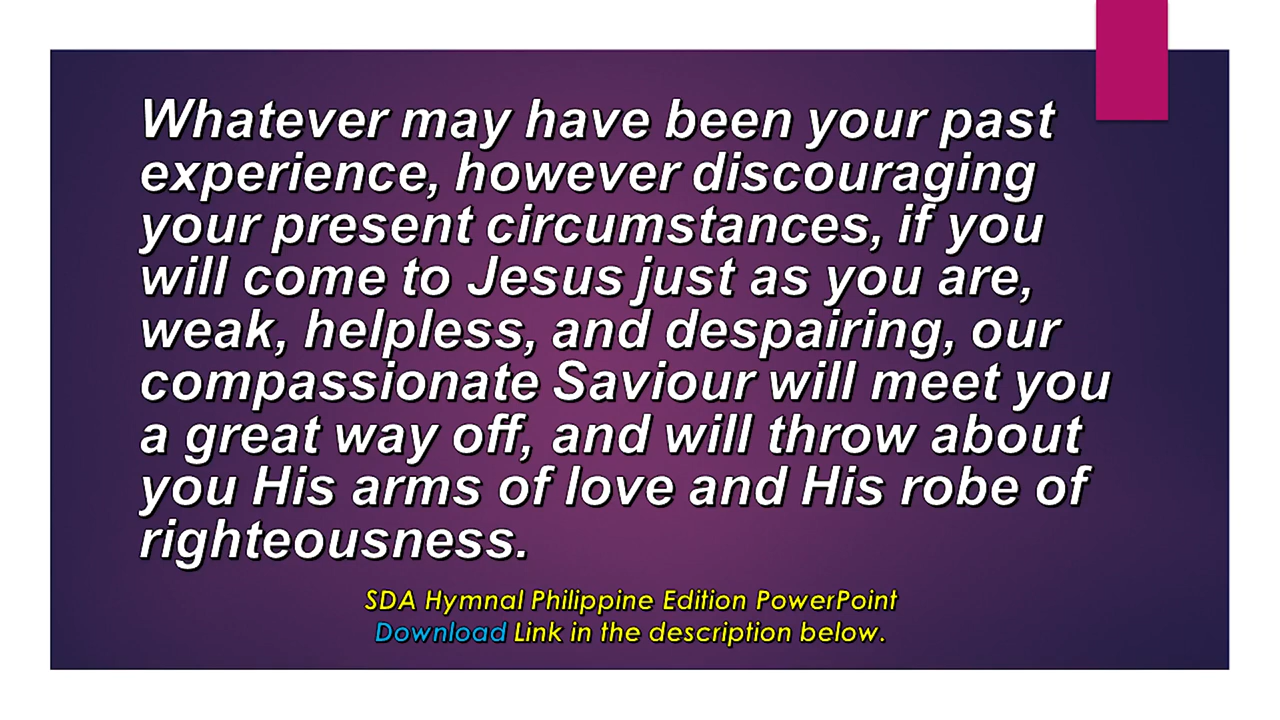 Whatever may have been your past
experience, however discouraging
your present circumstances, if you
will come to Jesus just as you are,
weak, helpless, and despairing, our
compassionate Saviour will meet you
a great way off, and will throw about
you His arms of love and His robe of
righteousness.
SDA Hymnal Philippine Edition PowerPoint
Download Link in the description below.